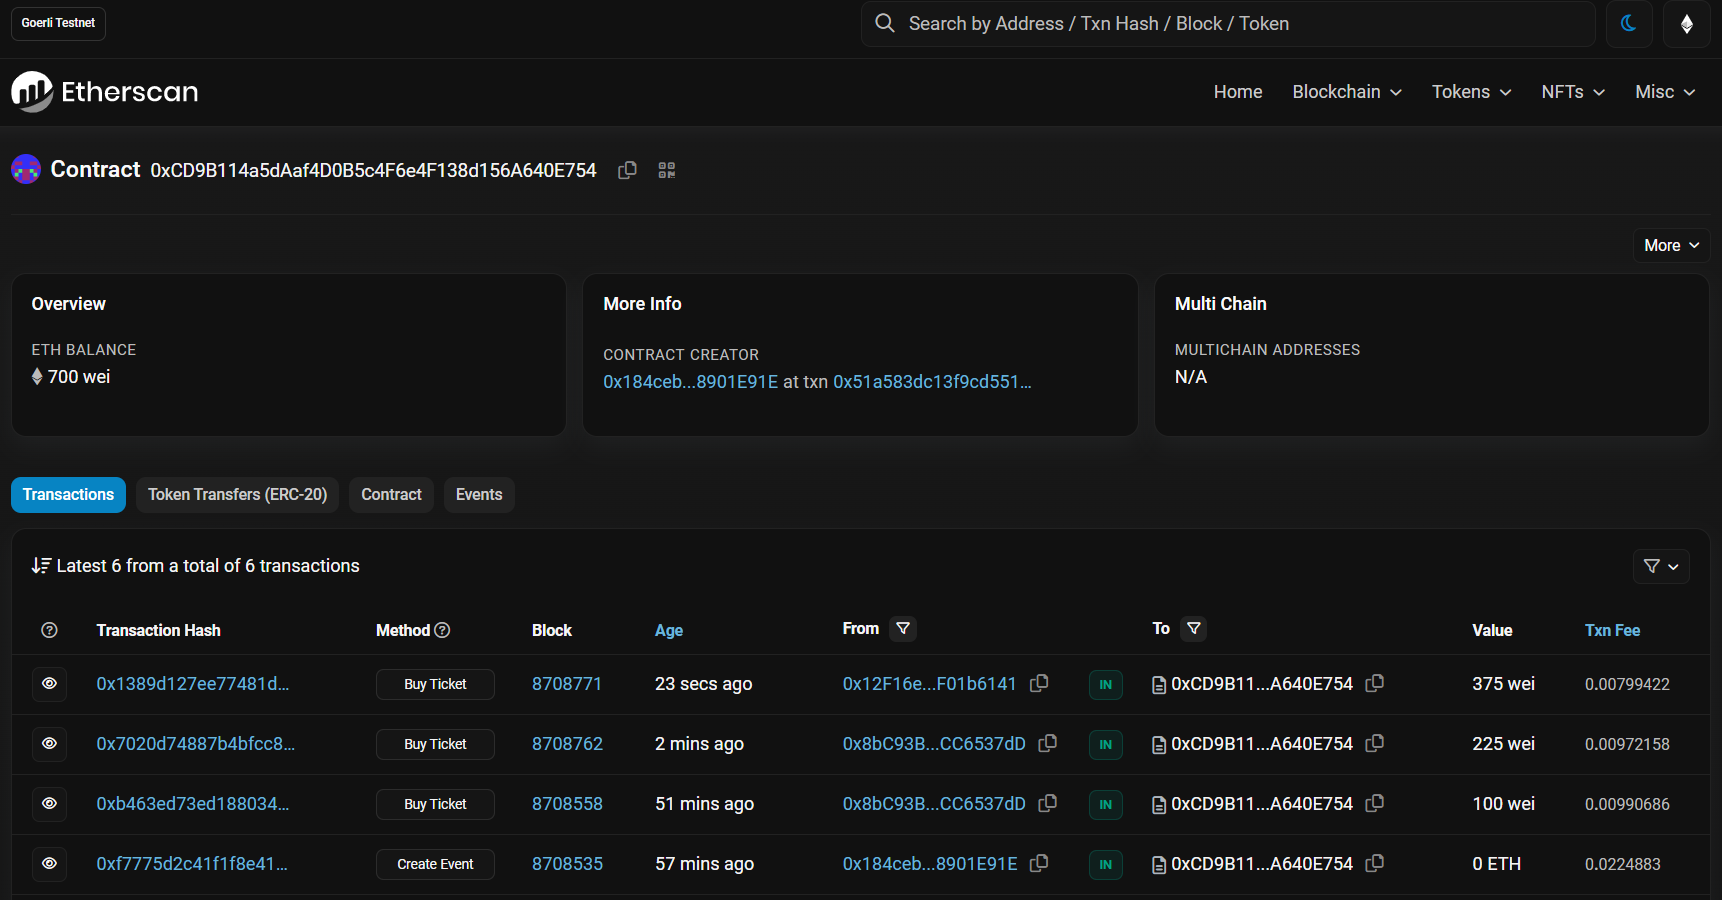 Goerli Testnet
Search by Address / Txn Hash / Block / Token
Etherscan
Home Blockchain Tokens NFTs Misc
Contract 0xCD9B114a5dAaf4D0B5c4F6e4F138d156A640E754
More
Overview
ETH BALANCE
700 wei
More Info
CONTRACT CREATOR
0x184ceb...8901E91E at txn 0x51a583dc13f9cd551...
Multi Chain
MULTICHAIN ADDRESSES
N/A
Transactions Token Transfers (ERC-20) Contract Events
Latest 6 from a total of 6 transactions
Transaction Hash Method Block Age From To Value Txn Fee
0x1389d127ee77481d... Buy Ticket 8708771 23 secs ago 0x12F16e...F01b6141 IN 0xCD9B11...A640E754 375 wei 0.00799422
0x7020d74887b4bfcc8... Buy Ticket 8708762 2 mins ago 0x8bC93B...CC6537dD IN 0xCD9B11...A640E754 225 wei 0.00972158
0xb463ed73ed188034... Buy Ticket 8708558 51 mins ago 0x8bC93B...CC6537dD IN 0xCD9B11...A640E754 100 wei 0.00990686
0xf7775d2c41f1f8e41... Create Event 8708535 57 mins ago 0x184ceb...8901E91E IN 0xCD9B11...A640E754 0 ETH 0.0224883